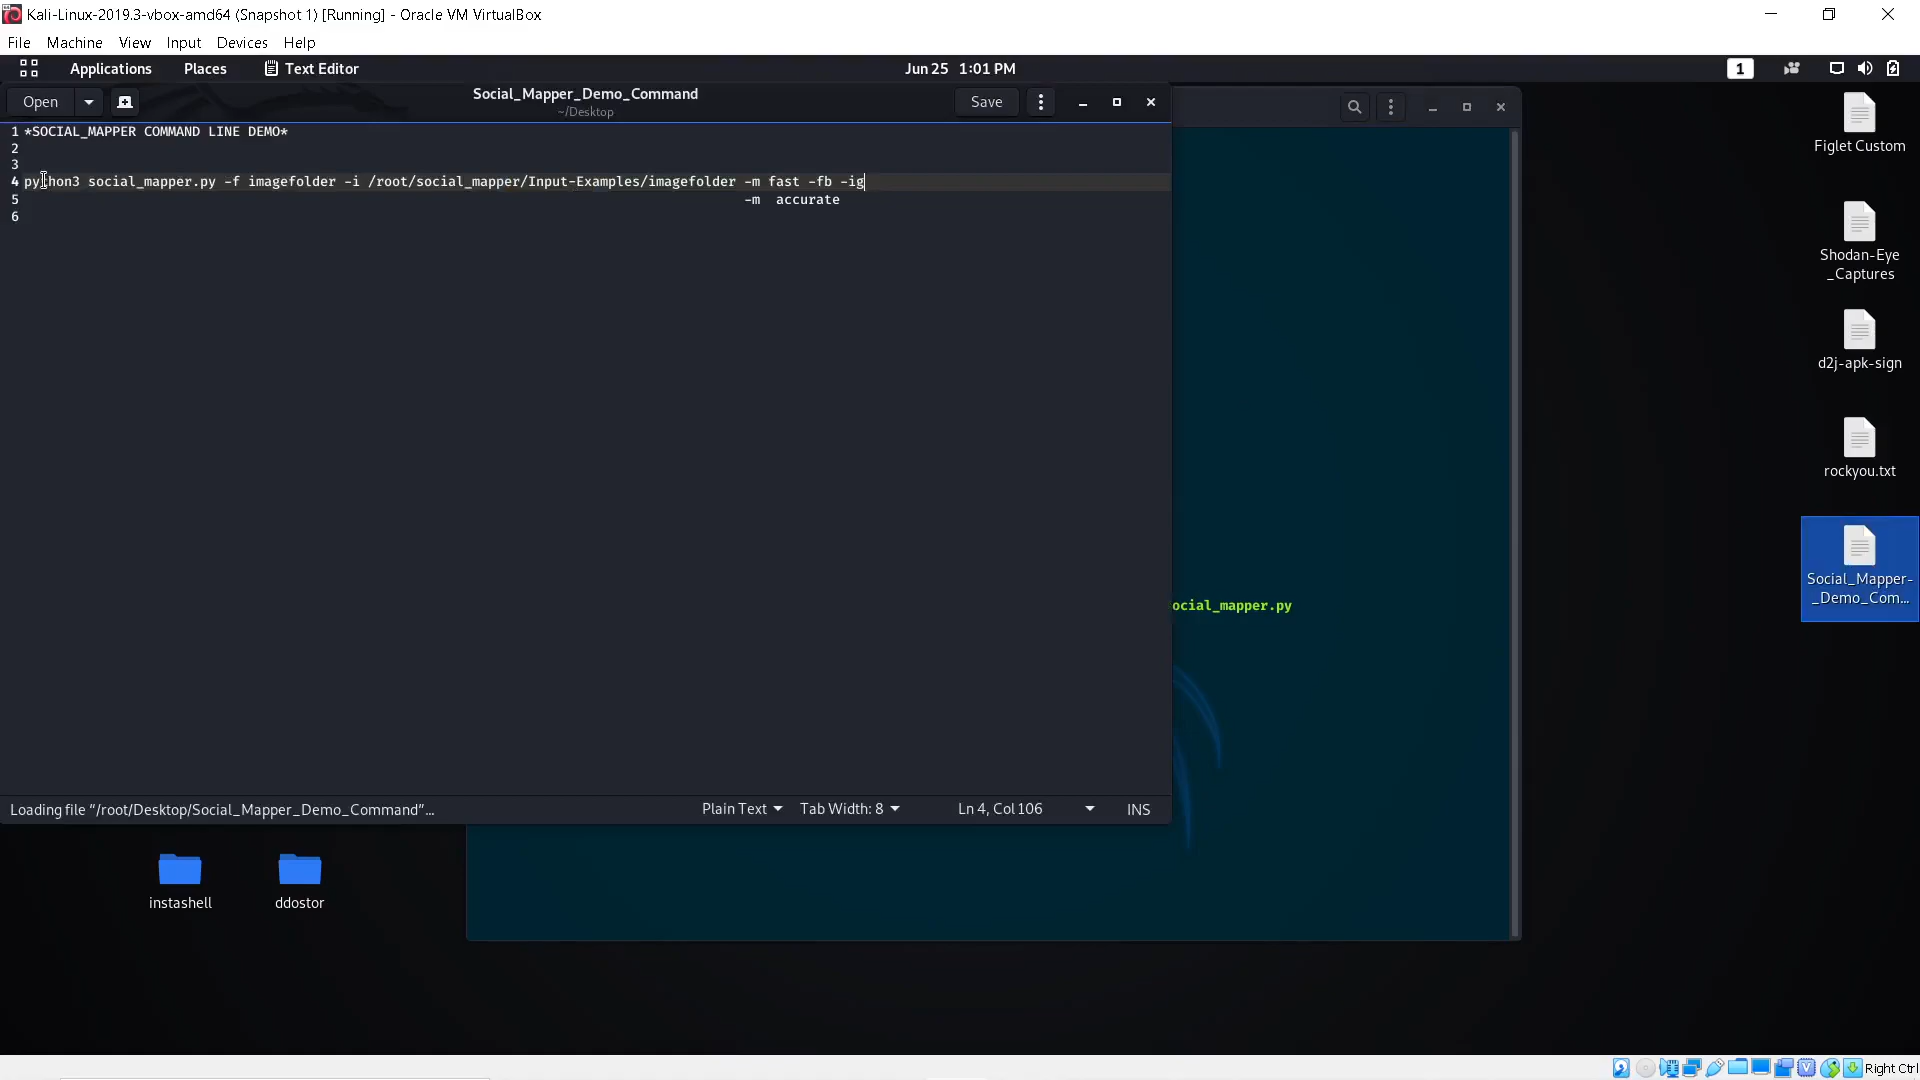 Kali-Linux-2019.3-vbox-amd64 (Snapshot 1) [Running] - Oracle VM VirtualBox
File Machine View Input Devices Help
Applications Places Text Editor Jun 25 1:01 PM 1
Open Social_Mapper_Demo_Command Save
~/Desktop
1 *SOCIAL_MAPPER COMMAND LINE DEMO*
2
3
4 python3 social_mapper.py -f imagefolder -i /root/social_mapper/Input-Examples/imagefolder -m fast -fb -ig
5 -m accurate
6
Figlet Custom
Shodan-Eye
_Captures
d2j-apk-sign
rockyou.txt
Social_Mapper-
_Demo_Com...
ocial_mapper.py
Loading file “/root/Desktop/Social_Mapper_Demo_Command”... Plain Text Tab Width: 8 Ln 4, Col 106 INS
instashell ddostor
Right Ctrl